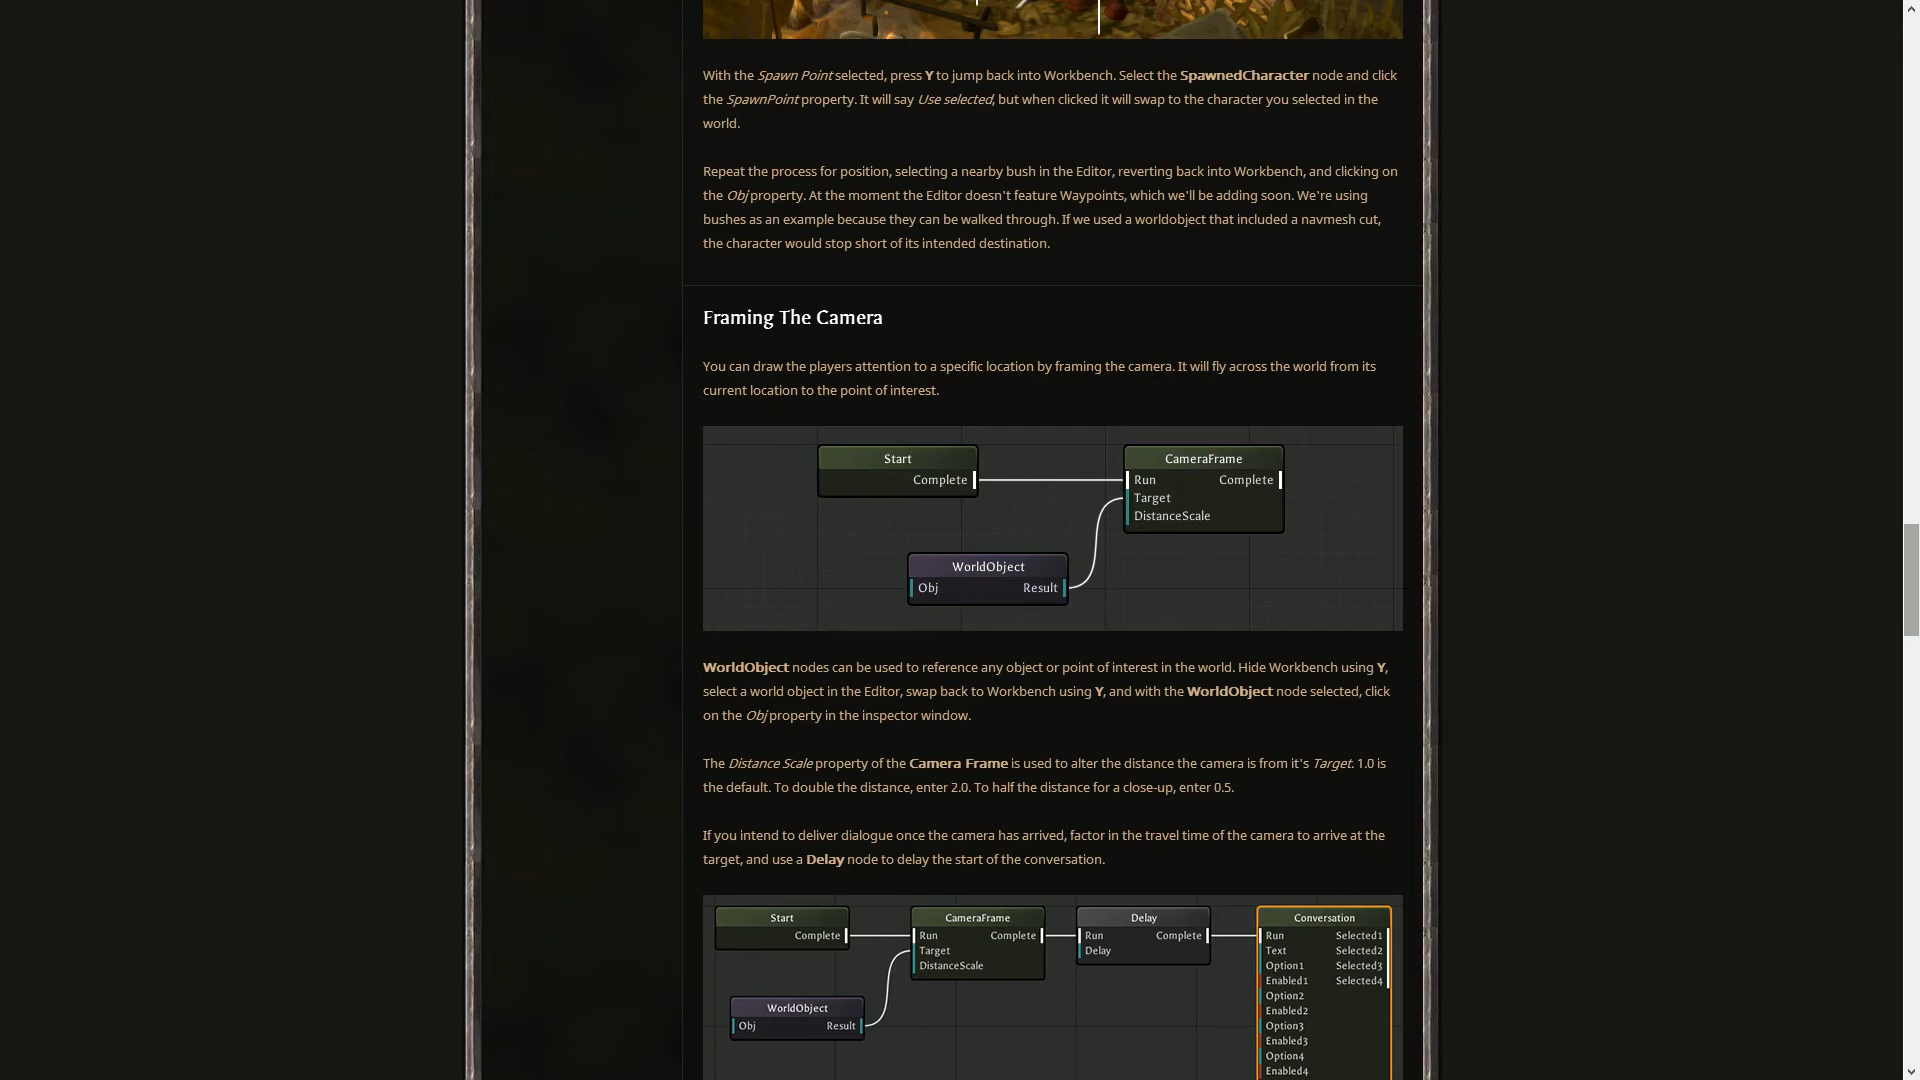 With the Spawn Point selected, press Y to jump back into Workbench. Select the SpawnedCharacter node and click
the SpawnPoint property. It will say Use selected, but when clicked it will swap to the character you selected in the
world.
Repeat the process for position, selecting a nearby bush in the Editor, reverting back into Workbench, and clicking on
the Obj property. At the moment the Editor doesn't feature Waypoints, which we'll be adding soon. We're using
bushes as an example because they can be walked through. If we used a worldobject that included a navmesh cut,
the character would stop short of its intended destination.
Framing The Camera
You can draw the players attention to a specific location by framing the camera. It will fly across the world from its
current location to the point of interest.
Start
Complete
CameraFrame
Run Complete
Target
DistanceScale
WorldObject
Obj Result
WorldObject nodes can be used to reference any object or point of interest in the world. Hide Workbench using Y,
select a world object in the Editor, swap back to Workbench using Y, and with the WorldObject node selected, click
on the Obj property in the inspector window.
The Distance Scale property of the Camera Frame is used to alter the distance the camera is from it's Target. 1.0 is
the default. To double the distance, enter 2.0. To half the distance for a close-up, enter 0.5.
If you intend to deliver dialogue once the camera has arrived, factor in the travel time of the camera to arrive at the
target, and use a Delay node to delay the start of the conversation.
Start
Complete
CameraFrame
Run Complete
Target
DistanceScale
WorldObject
Obj Result
Delay
Run Complete
Delay
Conversation
Run Selected1
Text Selected2
Option1 Selected3
Enabled1 Selected4
Option2
Enabled2
Option3
Enabled3
Option4
Enabled4